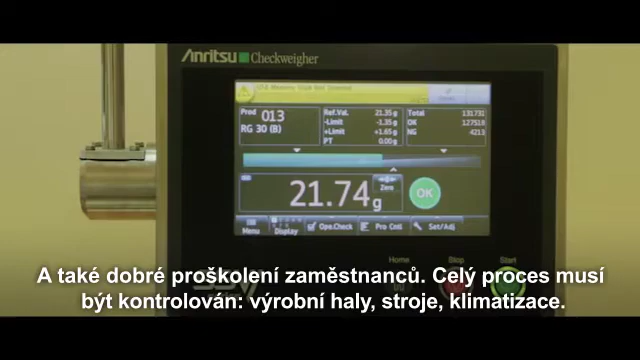 Anritsu Checkweigher
Prod 013
RG 30 (B)
Ref.Val. 21.35 g
-Limit -1.35 g
+Limit +1.65 g
PT 0.00 g
Total 131731
OK 127519
NG 4213
21.74 g
Zero
OK
Menu
Display
Ope.Check
Pro Cntl
Set/Adj
Home
Stop
Start
A také dobré proškolení zaměstnanců. Celý proces musí
být kontrolován: výrobní haly, stroje, klimatizace.